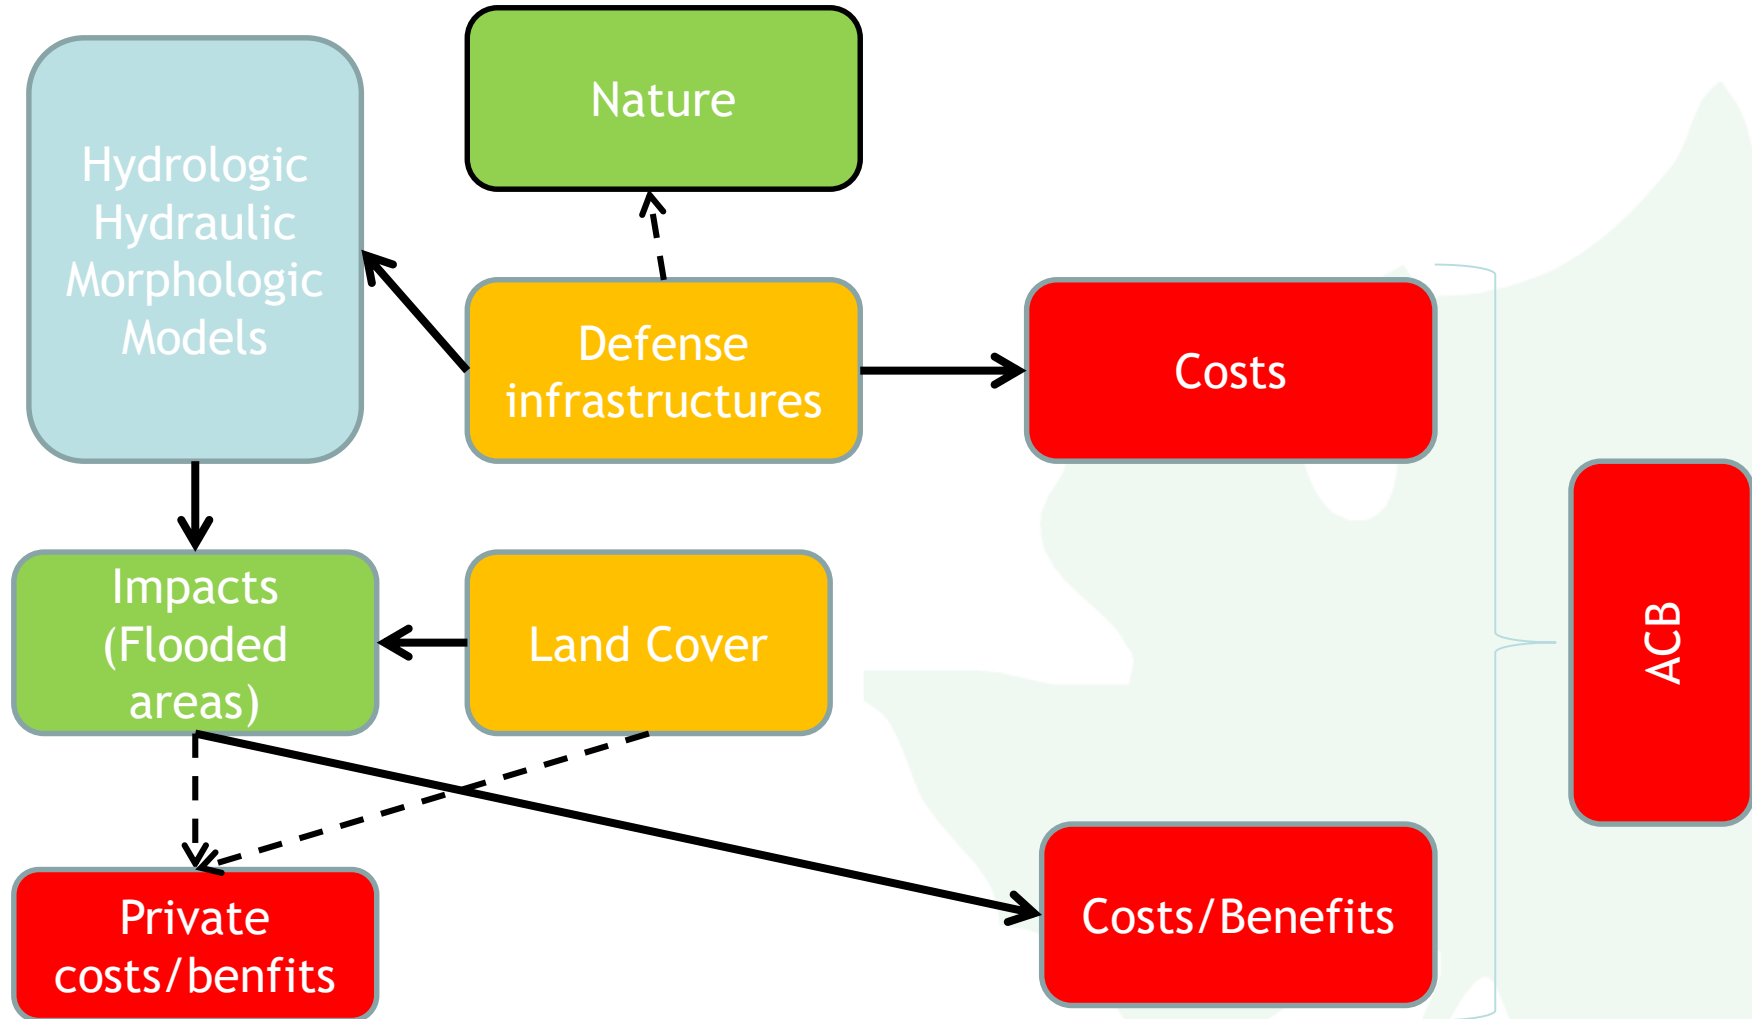 Hydrologic
Hydraulic
Morphologic
Models
Nature
Defense
infrastructures
Costs
Impacts
(Flooded
areas)
Land Cover
ACB
Private
costs/benfits
Costs/Benefits